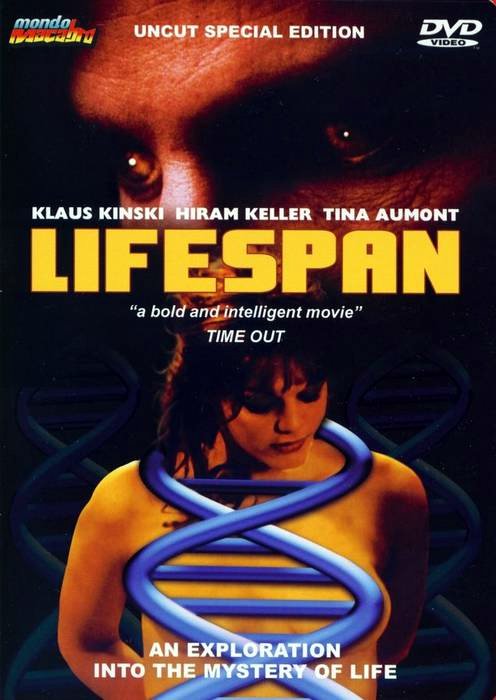 mondo
Macabro
UNCUT SPECIAL EDITION
DVD
VIDEO
KLAUS KINSKI HIRAM KELLER TINA AUMONT
LIFESPAN
“a bold and intelligent movie”
TIME OUT
AN EXPLORATION
INTO THE MYSTERY OF LIFE